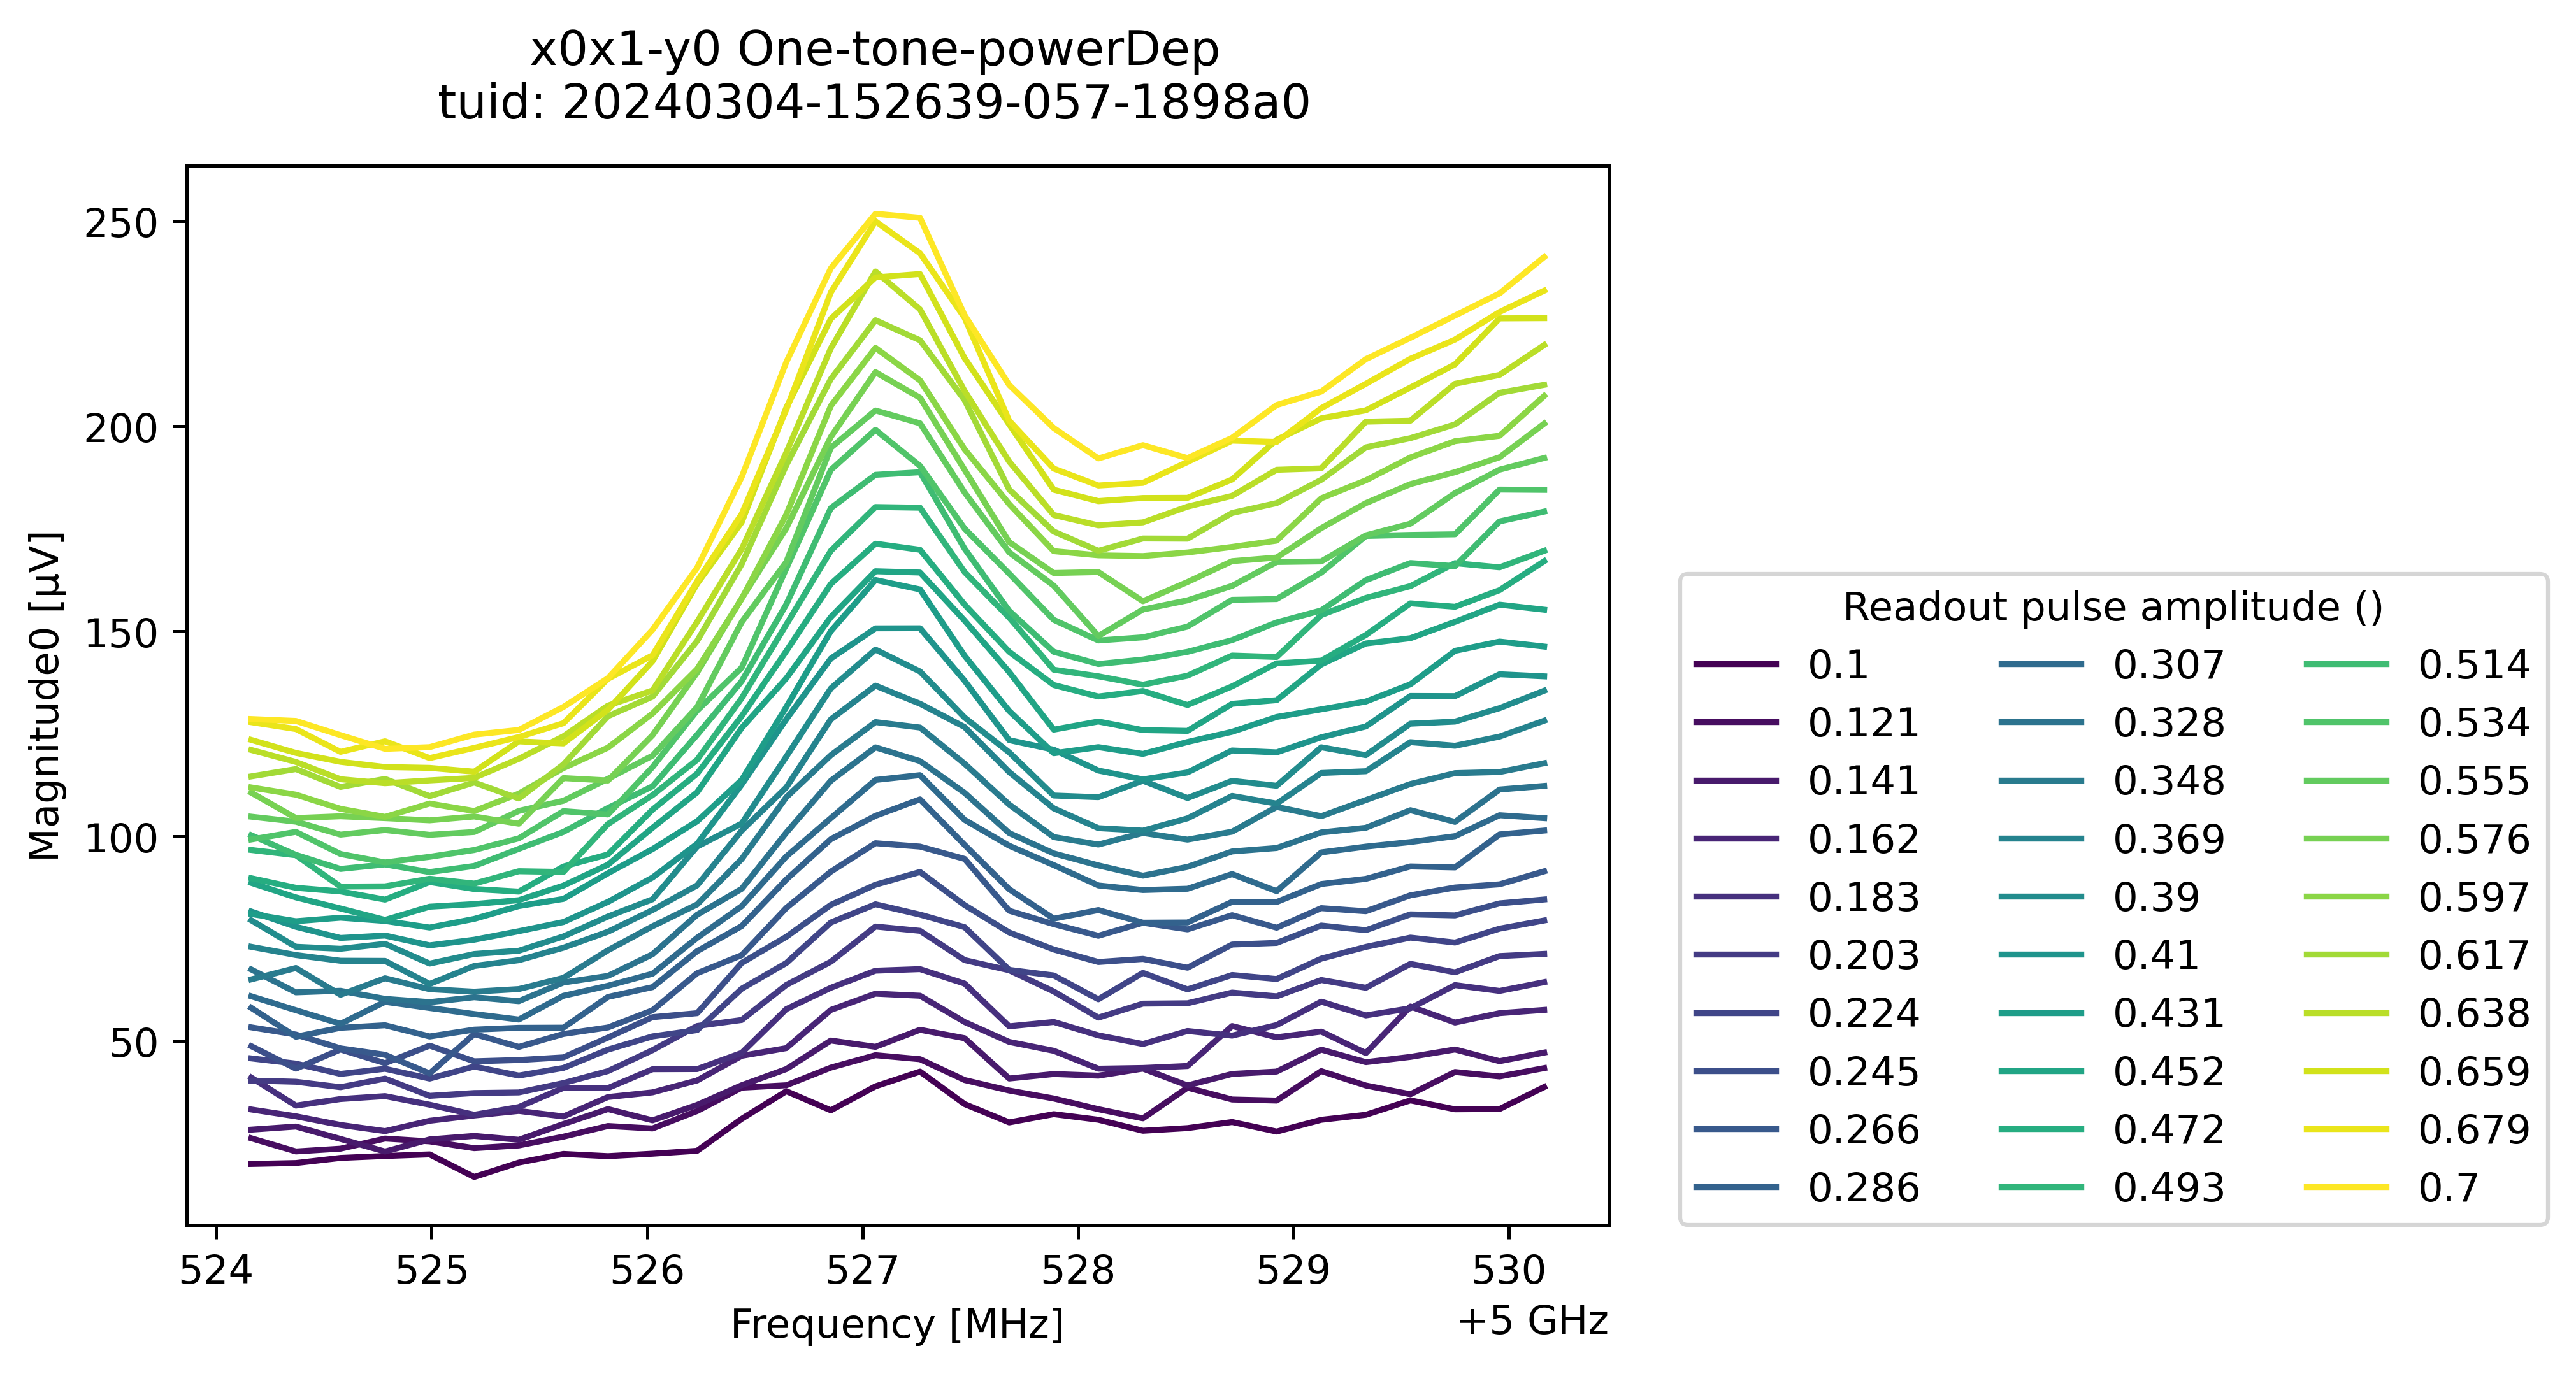 x0x1-y0 One-tone-powerDep
tuid: 20240304-152639-057-1898a0
250
200
150
100
50
Magnitude0 [µV]
524 525 526 527 528 529 530
Frequency [MHz]
+5 GHz
Readout pulse amplitude ()
0.1 0.307 0.514
0.121 0.328 0.534
0.141 0.348 0.555
0.162 0.369 0.576
0.183 0.39 0.597
0.203 0.41 0.617
0.224 0.431 0.638
0.245 0.452 0.659
0.266 0.472 0.679
0.286 0.493 0.7